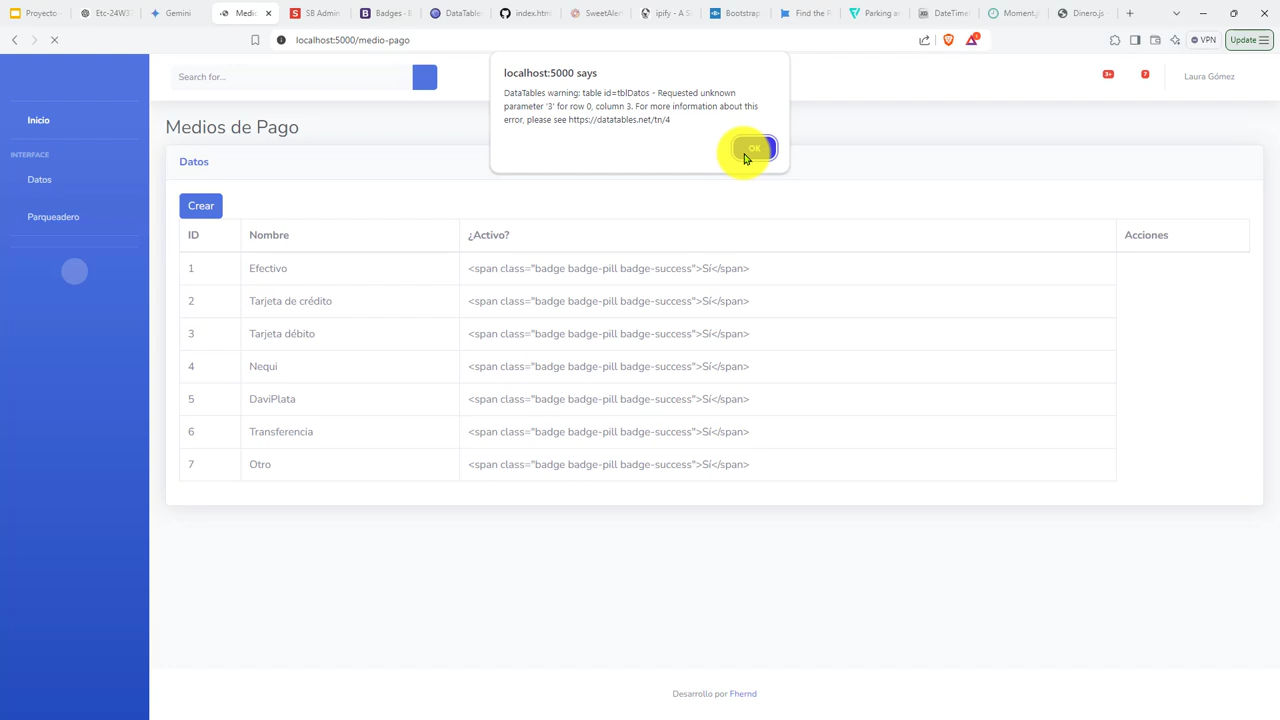 Proyecto
Etc-24W37
Gemini
Medio
SB Admin
Badges - B
DataTable
index.html
SweetAler
ipify - A S
Bootstrap
Find the P
Parking a
DateTime
Moment.j
Dinero.js
localhost:5000/medio-pago
VPN
Update
localhost:5000 says
DataTables warning: table id=tblDatos - Requested unknown
parameter '3' for row 0, column 3. For more information about this
error, please see https://datatables.net/tn/4
OK
Search for...
3+
7
Laura Gómez
Inicio
INTERFACE
Datos
Parqueadero
Medios de Pago
Datos
Crear
ID Nombre ¿Activo? Acciones
1 Efectivo <span class="badge badge-pill badge-success">Sí</span>
2 Tarjeta de crédito <span class="badge badge-pill badge-success">Sí</span>
3 Tarjeta débito <span class="badge badge-pill badge-success">Sí</span>
4 Nequi <span class="badge badge-pill badge-success">Sí</span>
5 DaviPlata <span class="badge badge-pill badge-success">Sí</span>
6 Transferencia <span class="badge badge-pill badge-success">Sí</span>
7 Otro <span class="badge badge-pill badge-success">Sí</span>
Desarrollo por Fhernd